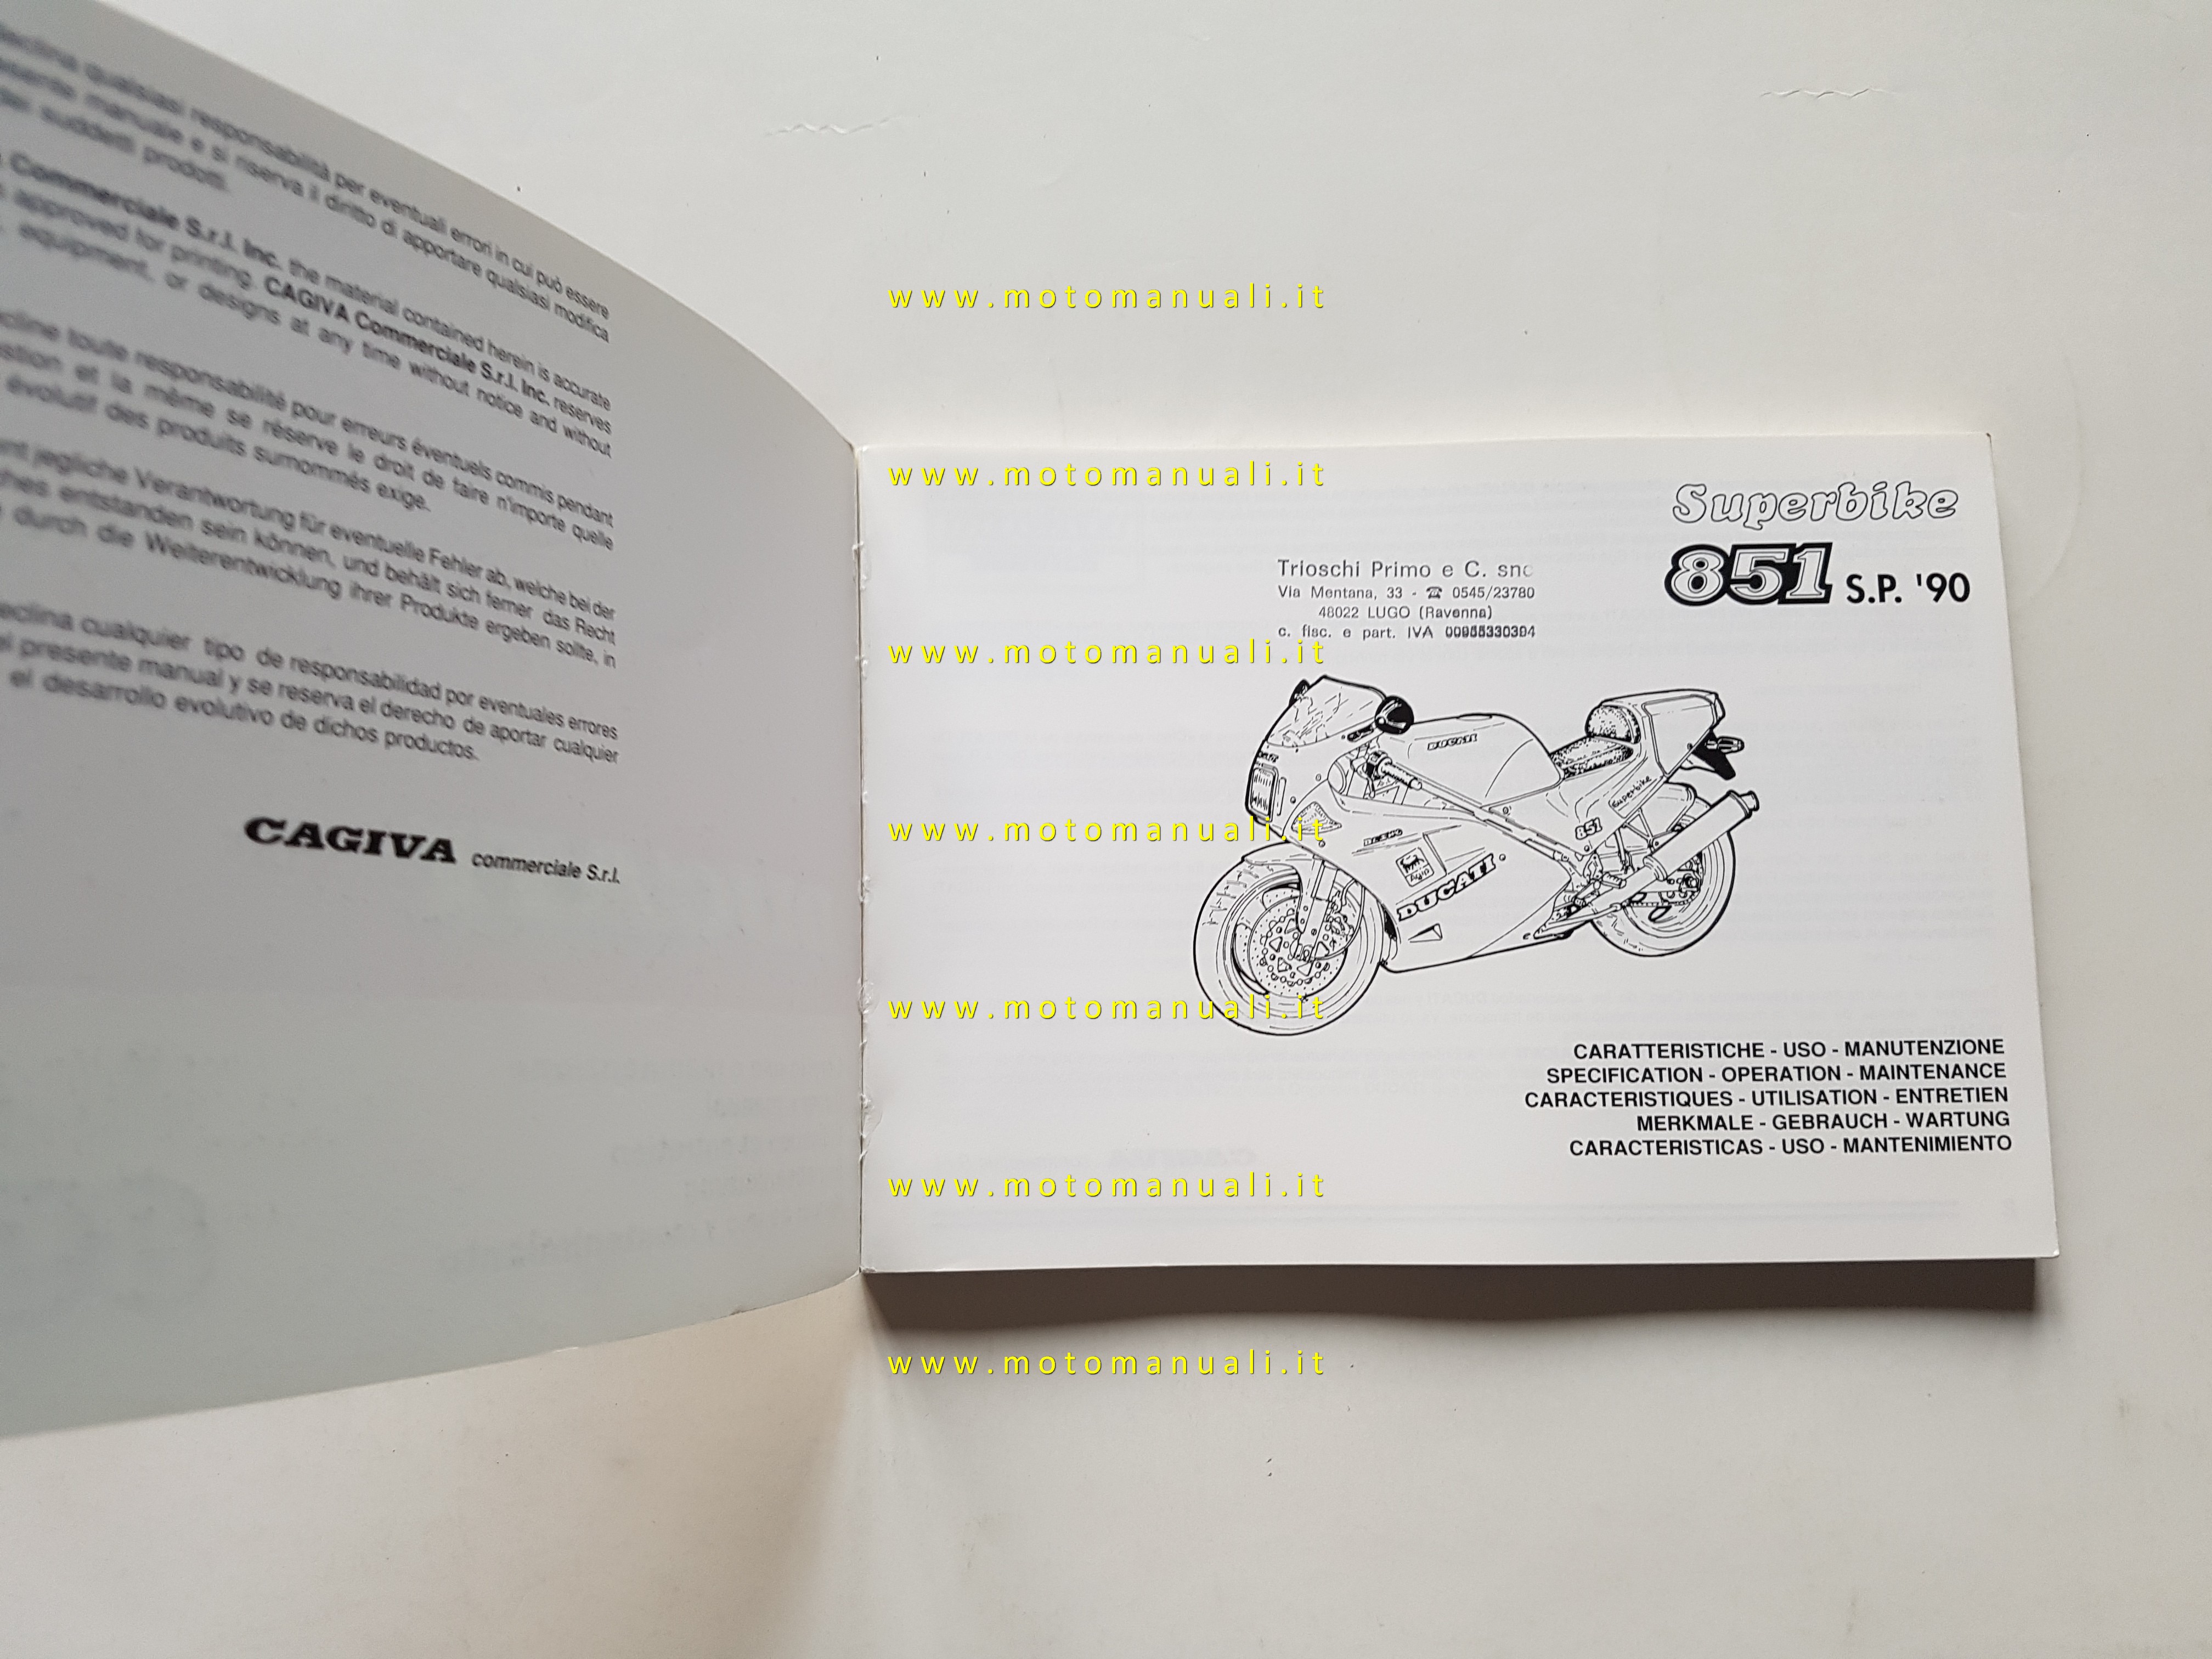 declina qualsiasi responsabilità per eventuali errori in cui può essere
presente manuale e si riserva il diritto di apportare qualsiasi modifica
suddetti prodotti.
Commerciale S.r.l. Inc. the material contained herein is accurate
approved for printing. CAGIVA Commerciale S.r.l. Inc. reserves
equipment, or designs at any time without notice and without
toute responsabilité pour erreurs éventuels commis pendant
et la même se réserve le droit de faire n'importe quelle
évolutif des produits surnommés exige.
jegliche Verantwortung für eventuelle Fehler ab, welche bei der
entstanden sein können, und behält sich ferner das Recht
durch die Weiterentwicklung ihrer Produkte ergeben sollte, in
declina cualquier tipo de responsabilidad por eventuales errores
presente manual y se reserva el derecho de aportar cualquier
el desarrollo evolutivo de dichos productos.
CAGIVA commerciale S.r.l.
www.motomanuali.it
www.motomanuali.it
Superbike
851 S.P. '90
Trioschi Primo e C. snc
Via Mentana, 33 - ☎ 0545/23780
48022 LUGO (Ravenna)
c. fisc. e part. IVA 00955330394
www.motomanuali.it
DUCATI
Superbike
851
www.motomanuali.it
DUCATI
www.motomanuali.it
CARATTERISTICHE - USO - MANUTENZIONE
SPECIFICATION - OPERATION - MAINTENANCE
CARACTERISTIQUES - UTILISATION - ENTRETIEN
MERKMALE - GEBRAUCH - WARTUNG
CARACTERISTICAS - USO - MANTENIMIENTO
www.motomanuali.it
www.motomanuali.it